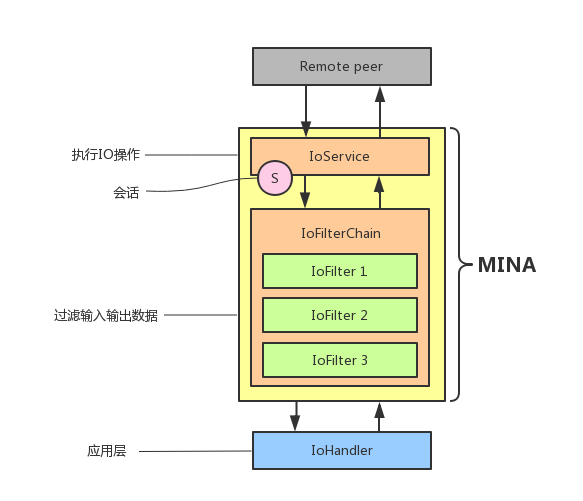 Remote peer
执行IO操作
IoService
S
会话
IoFilterChain
MINA
IoFilter 1
过滤输入输出数据
IoFilter 2
IoFilter 3
应用层
IoHandler